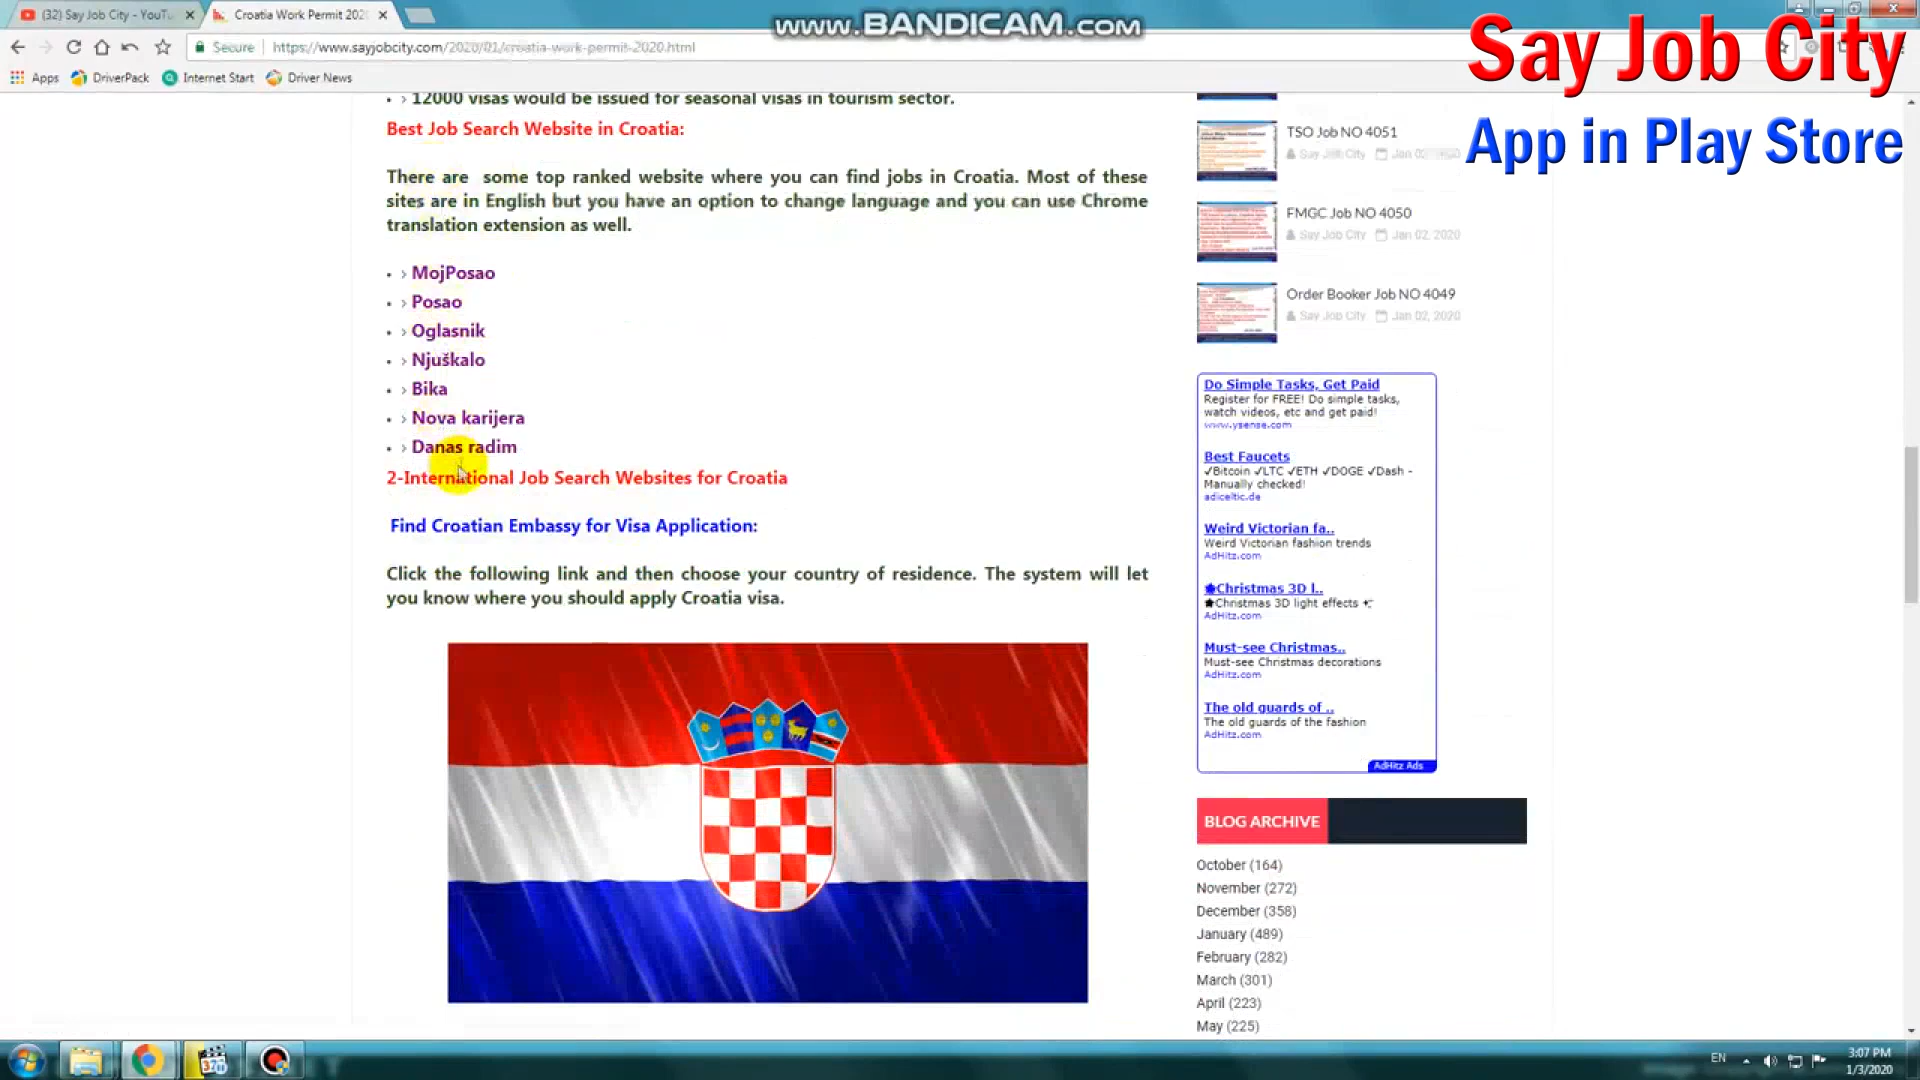 (32) Say Job City - YouTu
Croatia Work Permit 202
www.BANDICAM.com
Say Job City
App in Play Store
Secure
https://www.sayjobcity.com/2020/01/croatia-work-permit-2020.html
Apps
DriverPack
Internet Start
Driver News
› 12000 visas would be issued for seasonal visas in tourism sector.
Best Job Search Website in Croatia:
There are some top ranked website where you can find jobs in Croatia. Most of these
sites are in English but you have an option to change language and you can use Chrome
translation extension as well.
› MojPosao
› Posao
› Oglasnik
› Njuškalo
› Bika
› Nova karijera
› Danas radim
2-International Job Search Websites for Croatia
Find Croatian Embassy for Visa Application:
Click the following link and then choose your country of residence. The system will let
you know where you should apply Croatia visa.
TSO Job NO 4051
Say Job City
FMGC Job NO 4050
Say Job City Jan 02, 2020
Order Booker Job NO 4049
Say Job City Jan 02, 2020
Do Simple Tasks, Get Paid
Register for FREE! Do simple tasks,
watch videos, etc and get paid!
www.ysense.com
Best Faucets
√Bitcoin √LTC √ETH √DOGE √Dash -
Manually checked!
adiceltic.de
Weird Victorian fa..
Weird Victorian fashion trends
AdHitz.com
Christmas 3D l..
Christmas 3D light effects
AdHitz.com
Must-see Christmas..
Must-see Christmas decorations
AdHitz.com
The old guards of ..
The old guards of the fashion
AdHitz.com
AdHitz Ads
BLOG ARCHIVE
October (164)
November (272)
December (358)
January (489)
February (282)
March (301)
April (223)
May (225)
EN
3:07 PM
1/3/2020